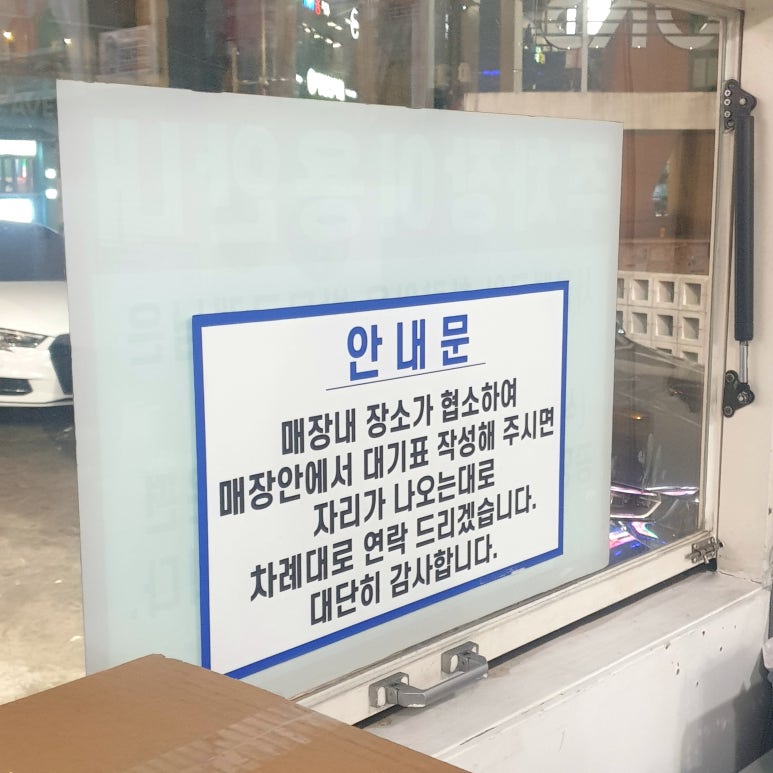 안내문
매장내 장소가 협소하여
매장안에서 대기표 작성해 주시면
자리가 나오는대로
차례대로 연락 드리겠습니다.
대단히 감사합니다.